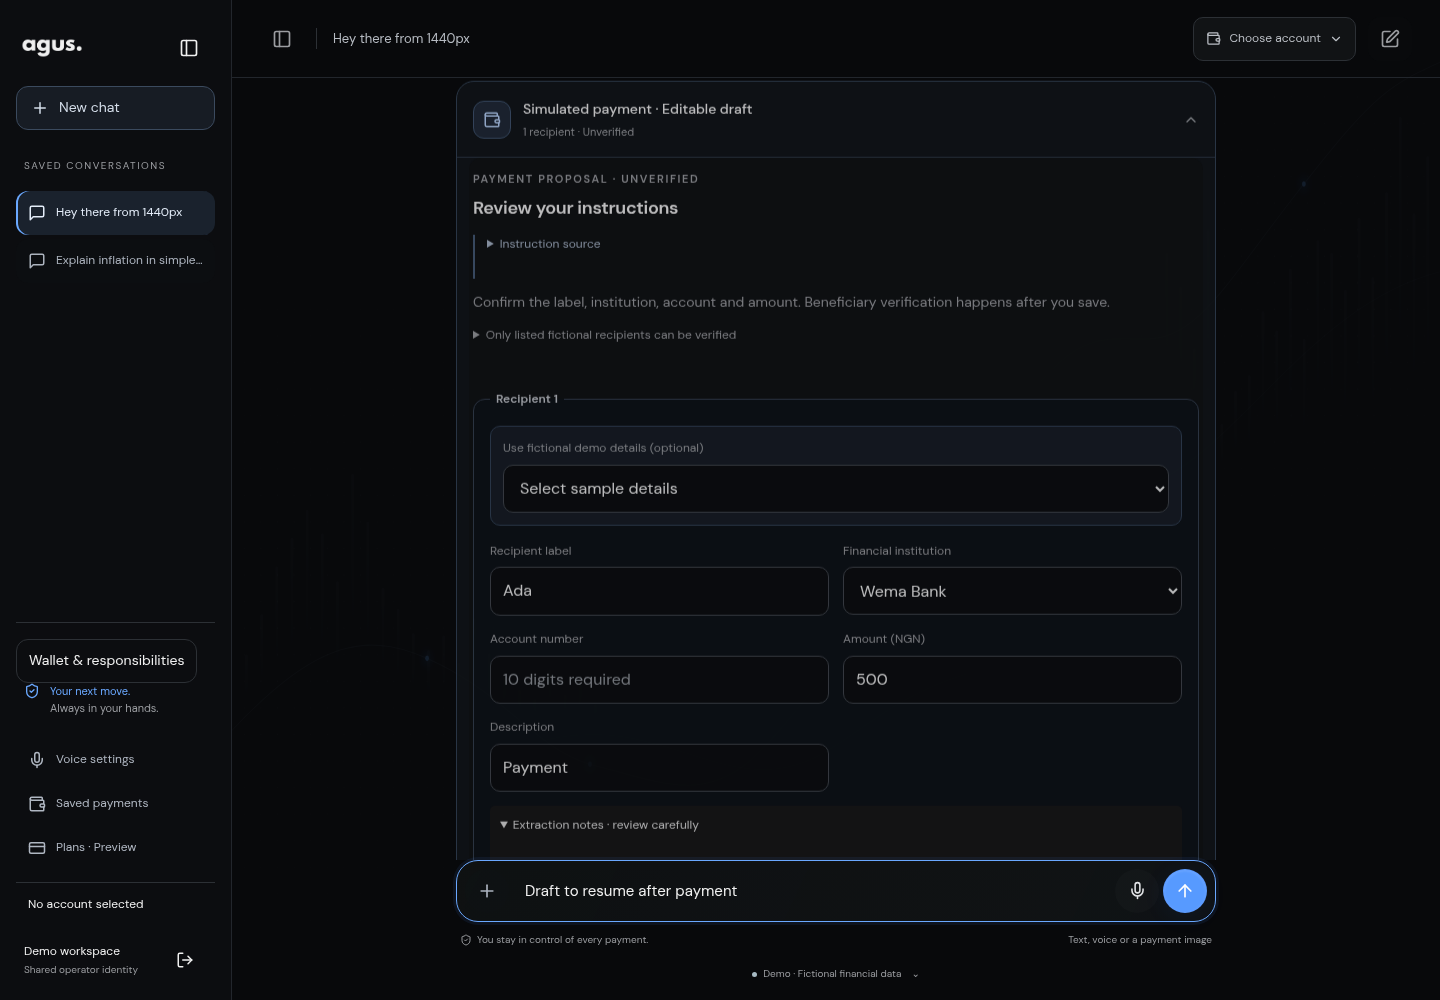 agus.
New chat
SAVED CONVERSATIONS
Hey there from 1440px
Explain inflation in simple...
Wallet & responsibilities
Your next move.
Always in your hands.
Voice settings
Saved payments
Plans · Preview
No account selected
Demo workspace
Shared operator identity
Hey there from 1440px
Choose account
Simulated payment · Editable draft
1 recipient · Unverified
PAYMENT PROPOSAL · UNVERIFIED
Review your instructions
Instruction source
Confirm the label, institution, account and amount. Beneficiary verification happens after you save.
Only listed fictional recipients can be verified
Recipient 1
Use fictional demo details (optional)
Select sample details
Recipient label
Financial institution
Ada
Wema Bank
Account number
Amount (NGN)
10 digits required
500
Description
Payment
Extraction notes · review carefully
Draft to resume after payment
You stay in control of every payment.
Text, voice or a payment image
Demo · Fictional financial data